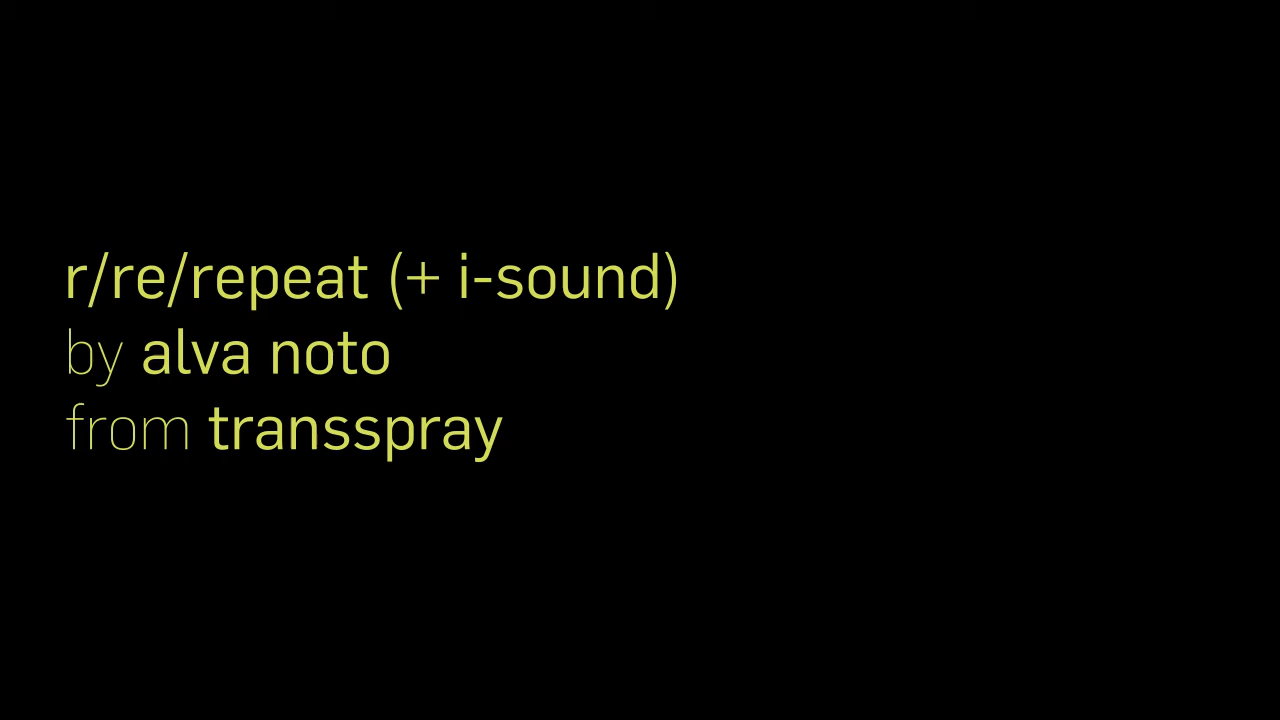 r/re/repeat (+ i-sound)
by alva noto
from transspray